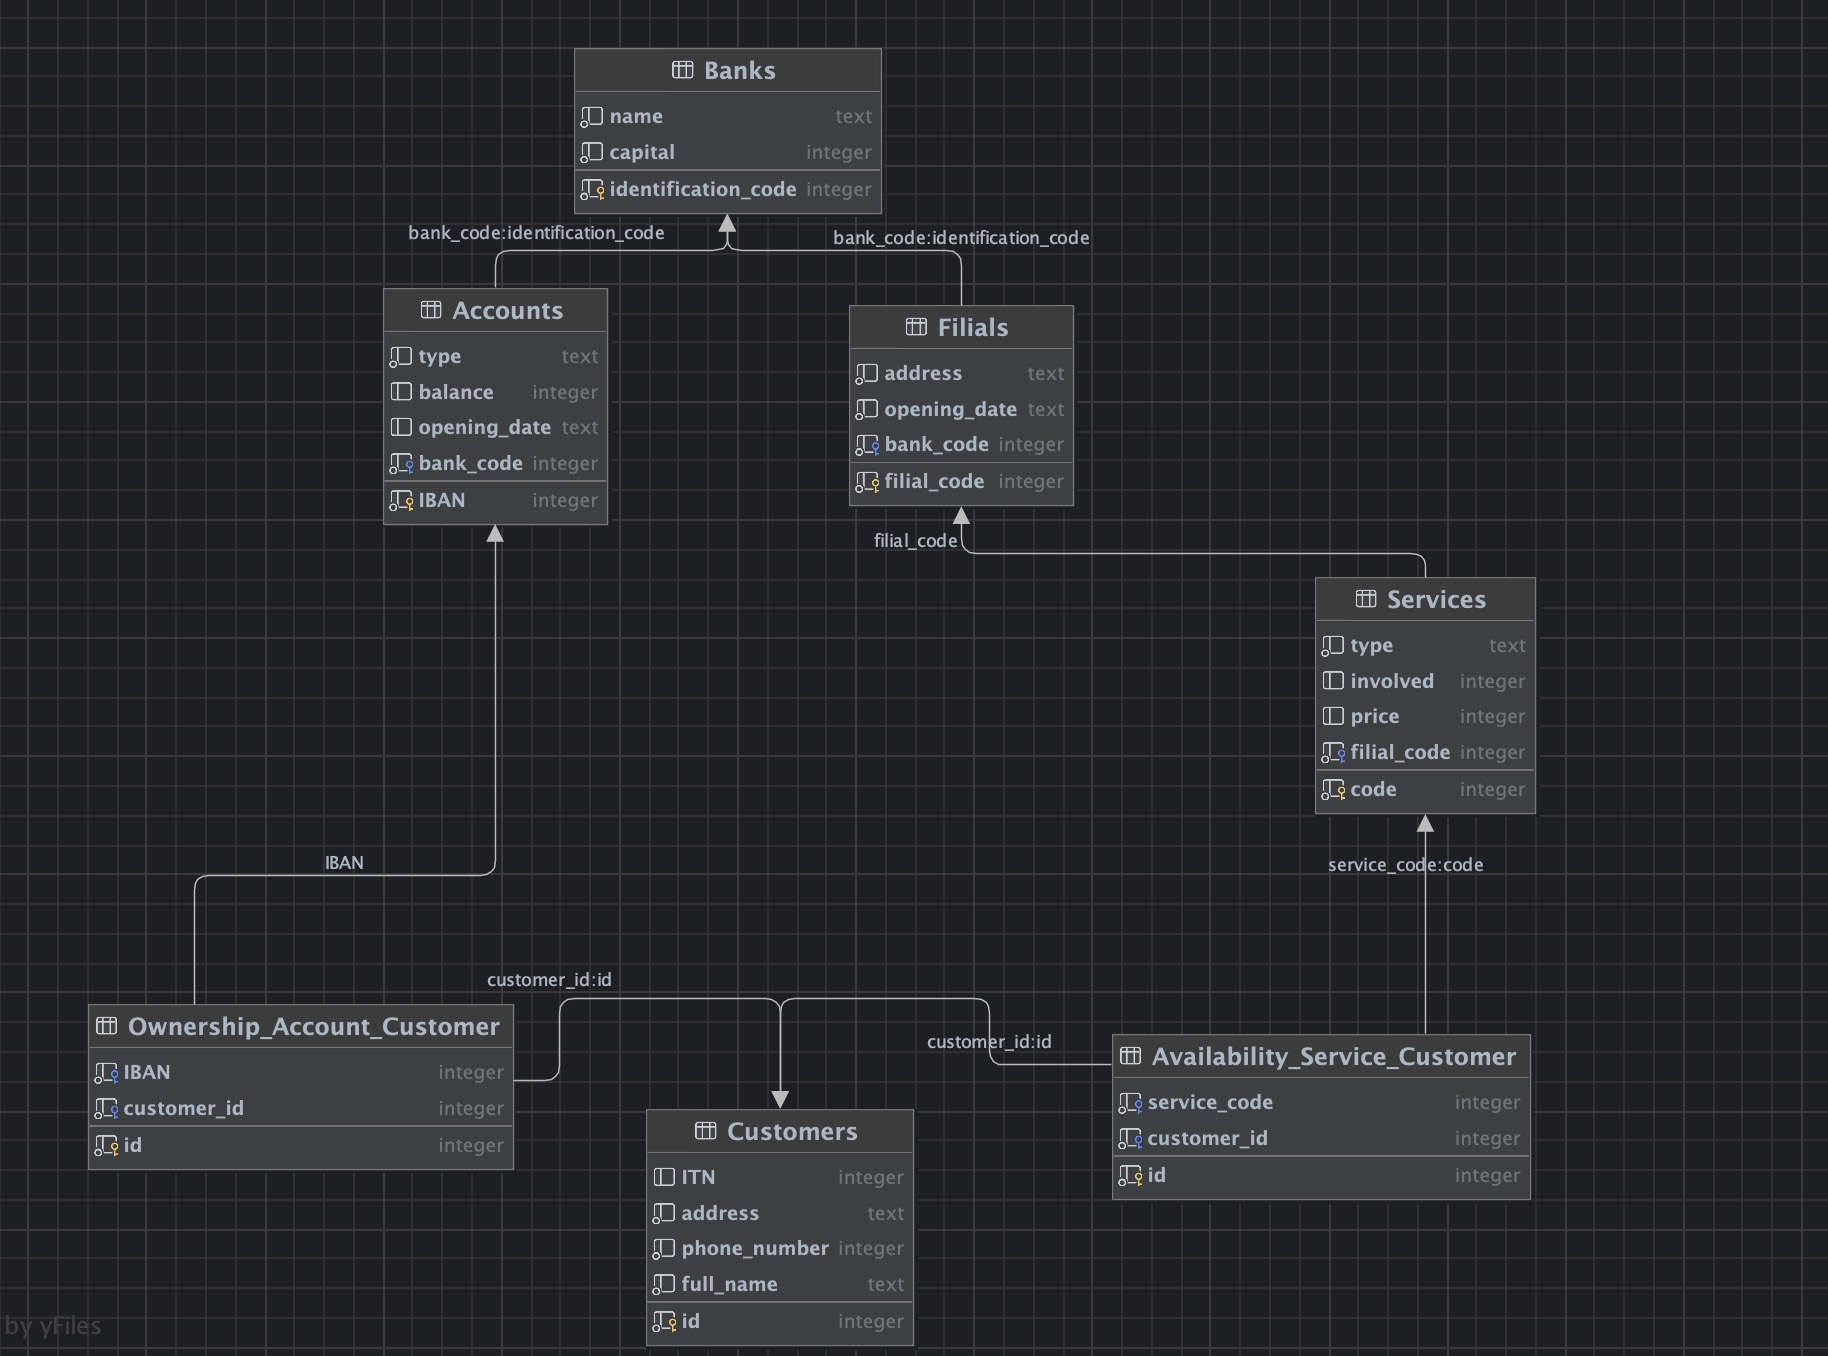 Banks
name text
capital integer
identification_code integer
bank_code:identification_code
bank_code:identification_code
Accounts
type text
balance integer
opening_date text
bank_code integer
IBAN integer
Filials
address text
opening_date text
bank_code integer
filial_code integer
filial_code
Services
type text
involved integer
price integer
filial_code integer
code integer
IBAN
service_code:code
customer_id:id
customer_id:id
Ownership_Account_Customer
IBAN integer
customer_id integer
id integer
Availability_Service_Customer
service_code integer
customer_id integer
id integer
Customers
ITN integer
address text
phone_number integer
full_name text
id integer
by yFiles